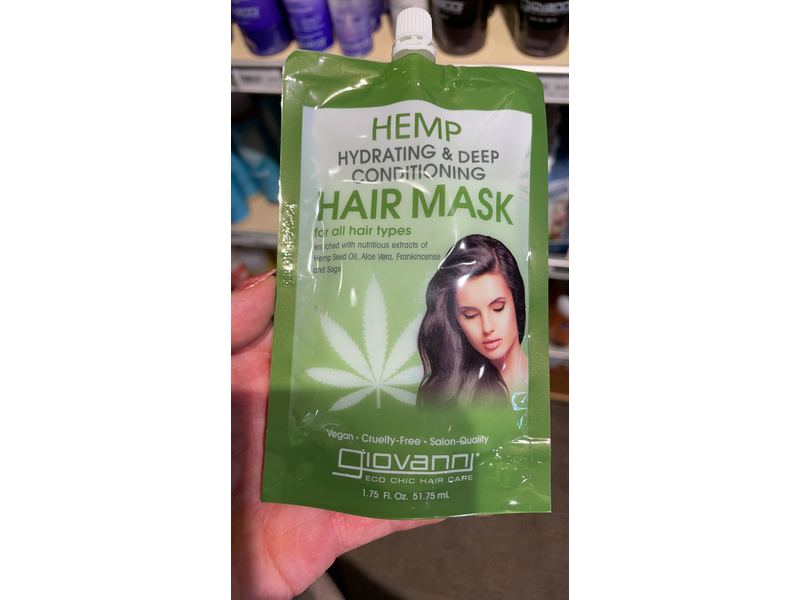 giovanni
HEMP
HYDRATING & DEEP
CONDITIONING
HAIR MASK
for all hair types
enriched with nutritious extracts of
Hemp Seed Oil, Aloe Vera, Frankincense
and Sage
Vegan • Cruelty-Free • Salon-Quality
giovanni®
ECO CHIC HAIR CARE
1.75 Fl. Oz. 51.75 ml.